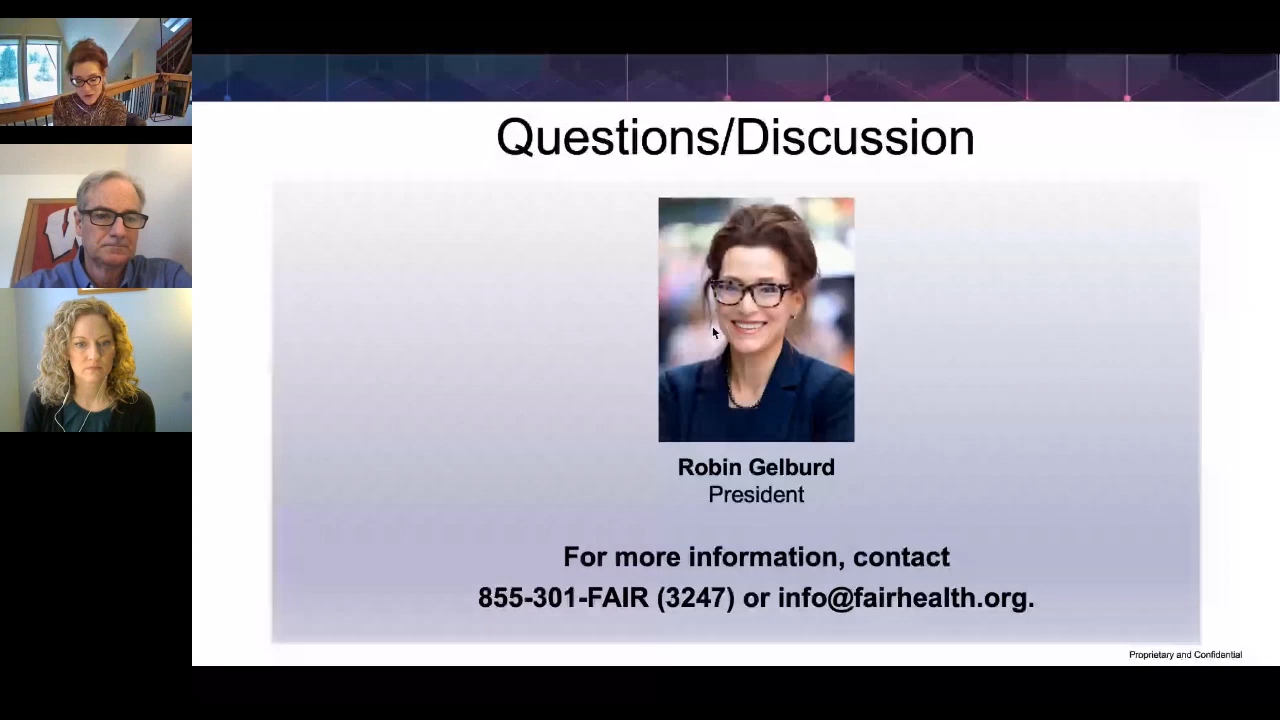 Questions/Discussion
W
Robin Gelburd
President
For more information, contact
855-301-FAIR (3247) or info@fairhealth.org.
Proprietary and Confidential